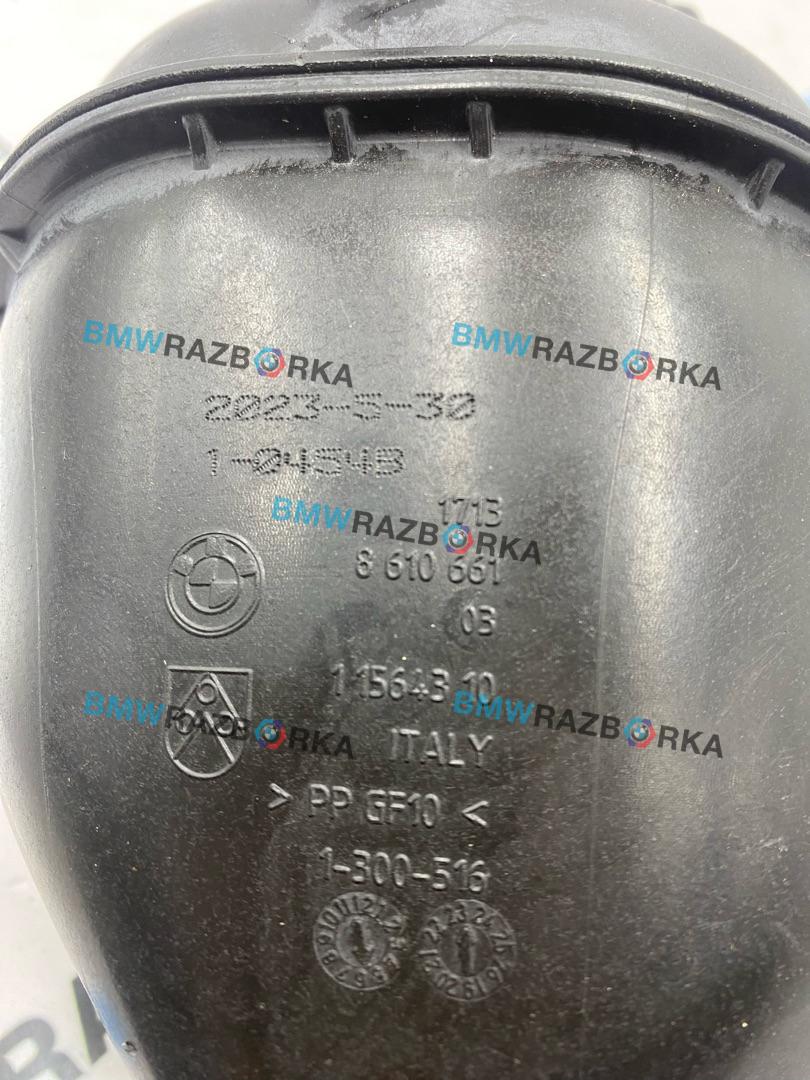 BMWRAZBORKA
BMWRAZBORKA
2023-5-30
1-0454B
1713
BMWRAZBORKA
8 610 661
03
1 15643 10
BMWRAZBORKA
BMWRAZBORKA
ITALY
> PP GF10 <
1-300-516